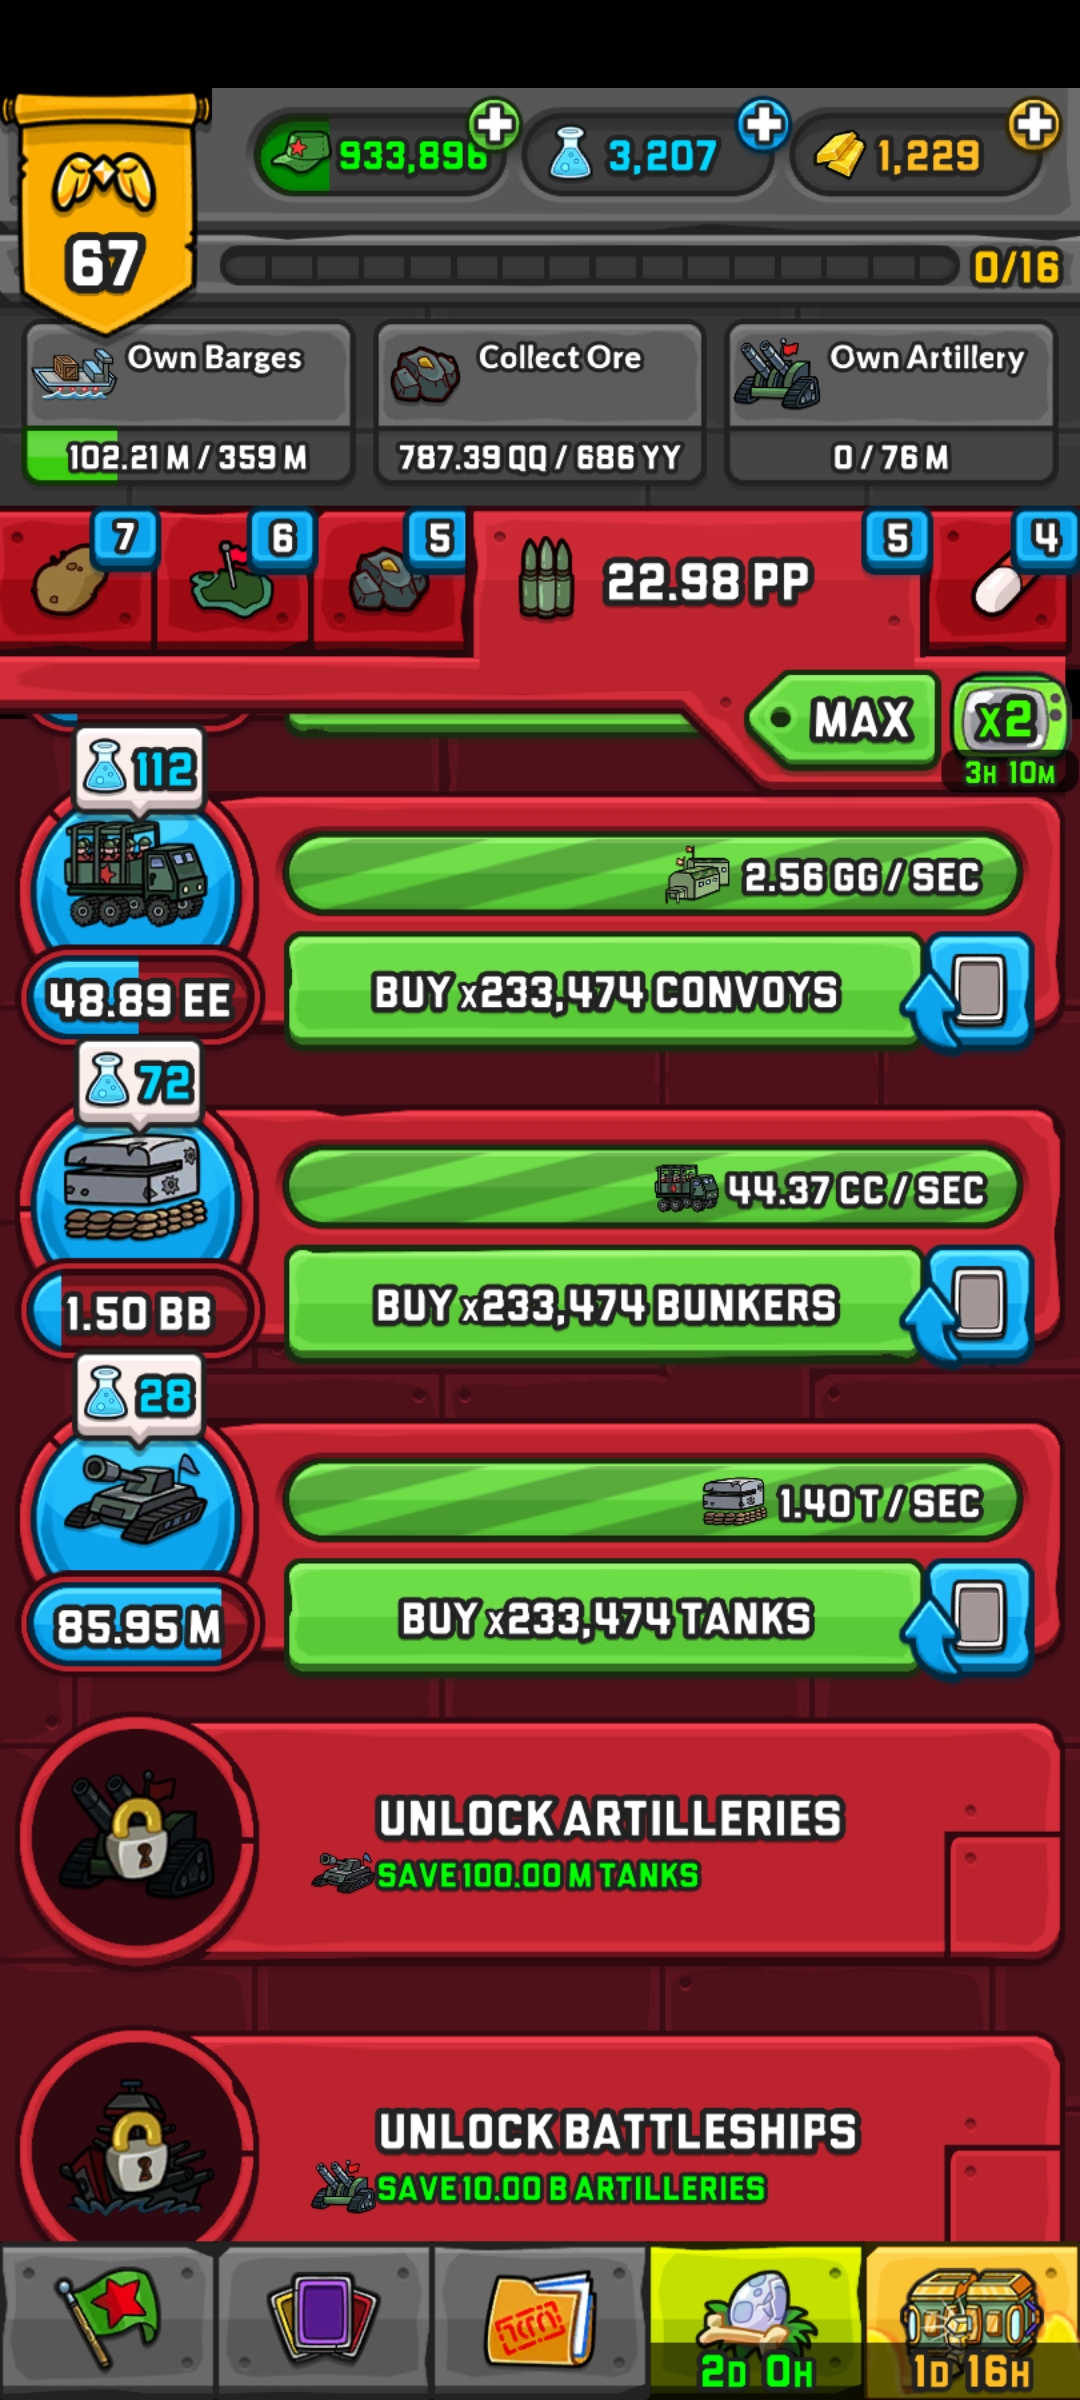 933,896
3,207
1,229
67
0/16
Own Barges
Collect Ore
Own Artillery
102.21 M / 359 M
787.39 QQ / 686 YY
0 / 76 M
7
6
5
22.98 PP
5
4
MAX
x2
3H 10M
112
2.56 GG / SEC
48.89 EE
BUY x233,474 CONVOYS
72
44.37 CC / SEC
1.50 BB
BUY x233,474 BUNKERS
28
1.40 T / SEC
85.95 M
BUY x233,474 TANKS
UNLOCK ARTILLERIES
SAVE 100.00 M TANKS
UNLOCK BATTLESHIPS
SAVE 10.00 B ARTILLERIES
2D 0H
1D 16H